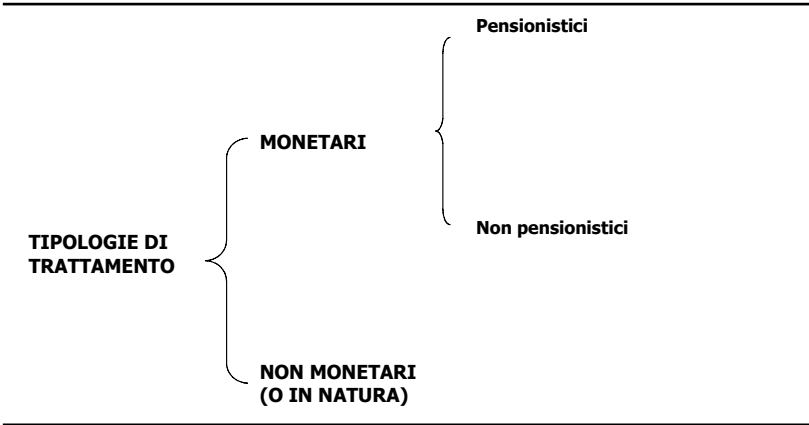 Pensionistici
MONETARI
Non pensionistici
TIPOLOGIE DI
TRATTAMENTO
NON MONETARI
(O IN NATURA)